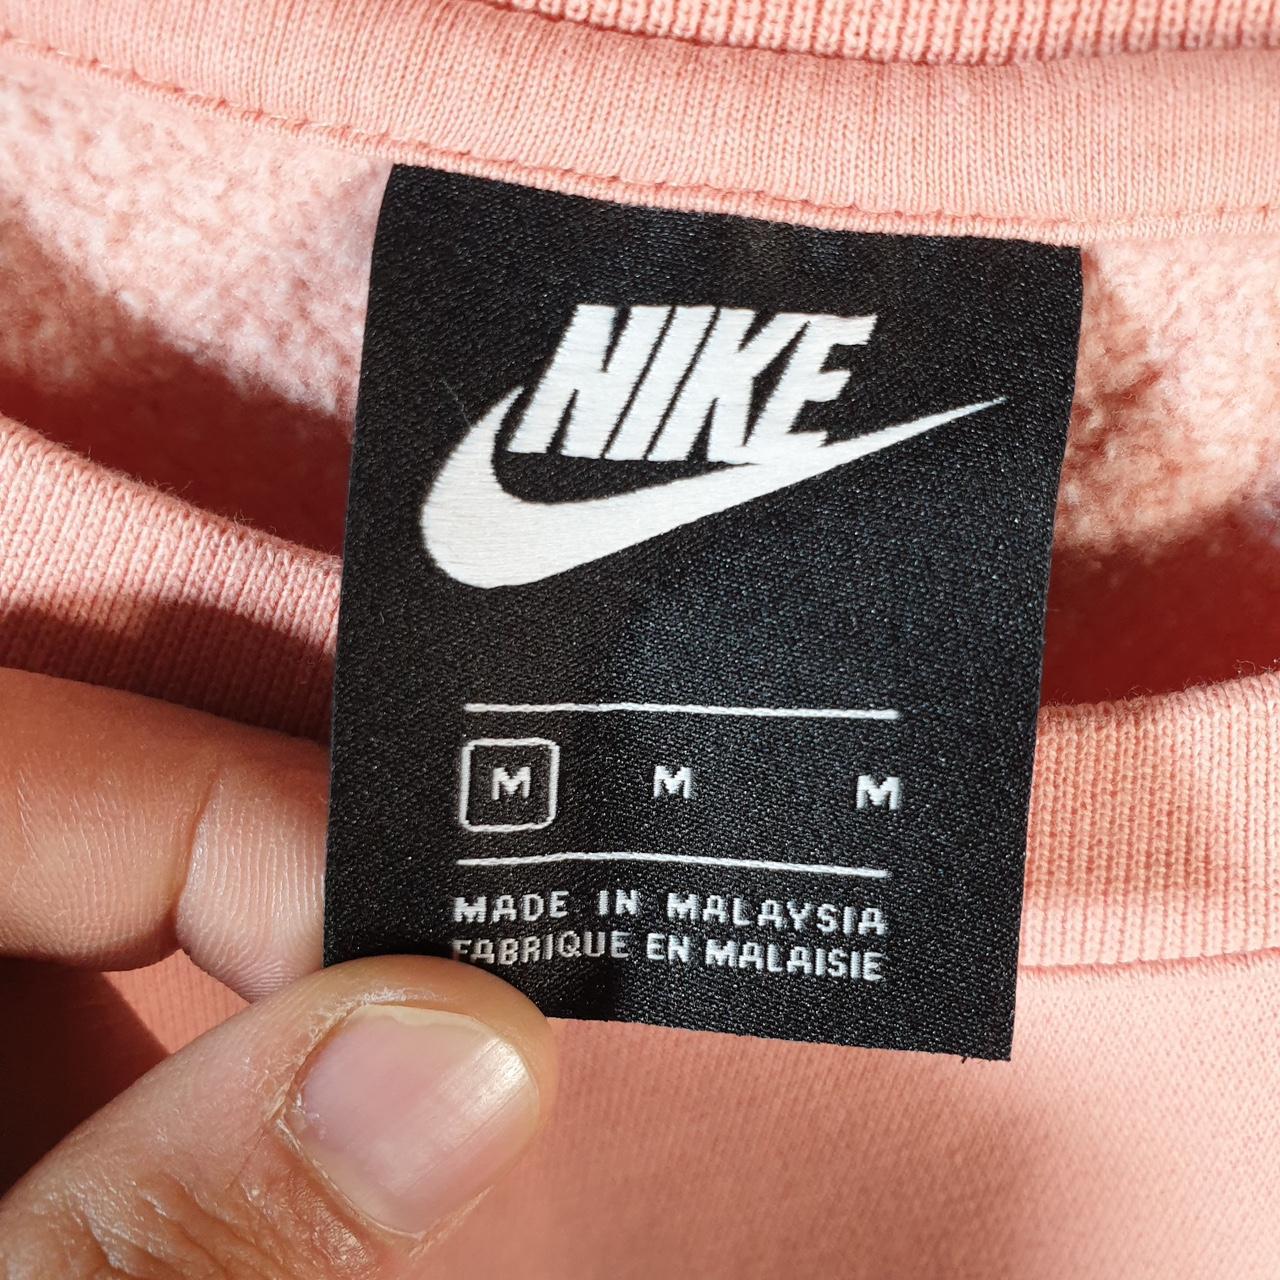 NIKE
M M M
MADE IN MALAYSIA
FABRIQUE EN MALAISIE